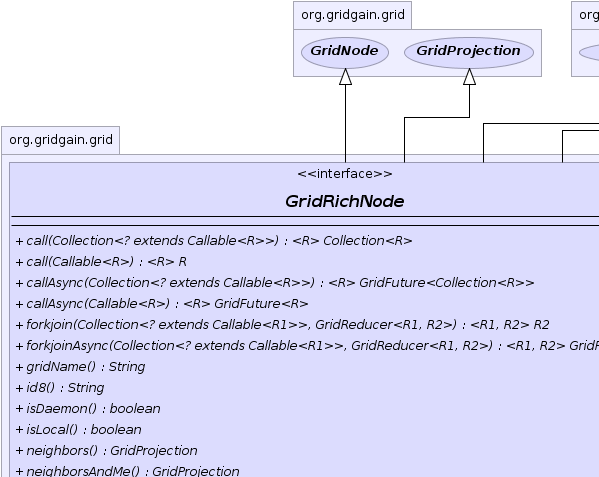 org.gridgain.grid
org
GridNode
GridProjection
org.gridgain.grid
<<interface>>
GridRichNode
+ call(Collection<? extends Callable<R>>) : <R> Collection<R>
+ call(Callable<R>) : <R> R
+ callAsync(Collection<? extends Callable<R>>) : <R> GridFuture<Collection<R>>
+ callAsync(Callable<R>) : <R> GridFuture<R>
+ forkjoin(Collection<? extends Callable<R1>>, GridReducer<R1, R2>) : <R1, R2> R2
+ forkjoinAsync(Collection<? extends Callable<R1>>, GridReducer<R1, R2>) : <R1, R2> GridF
+ gridName() : String
+ id8() : String
+ isDaemon() : boolean
+ isLocal() : boolean
+ neighbors() : GridProjection
+ neighborsAndMe() : GridProjection